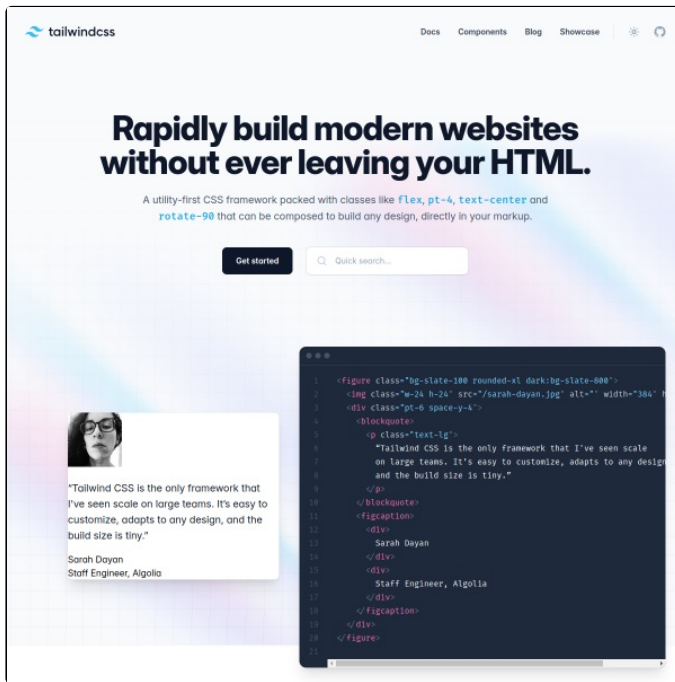 tailwindcss
Docs Components Blog Showcase
Rapidly build modern websites
without ever leaving your HTML.
A utility-first CSS framework packed with classes like flex, pt-4, text-center and
rotate-90 that can be composed to build any design, directly in your markup.
Get started
Quick search...
“Tailwind CSS is the only framework that
I've seen scale on large teams. It’s easy to
customize, adapts to any design, and the
build size is tiny.”
Sarah Dayan
Staff Engineer, Algolia
1 <figure class="bg-slate-100 rounded-xl dark:bg-slate-800">
2 <img class="w-24 h-24" src="/sarah-dayan.jpg" alt="" width="384" h
3 <div class="pt-6 space-y-4">
4 <blockquote>
5 <p class="text-lg">
6 “Tailwind CSS is the only framework that I've seen scale
7 on large teams. It's easy to customize, adapts to any design
8 and the build size is tiny.”
9 </p>
10 </blockquote>
11 <figcaption>
12 <div>
13 Sarah Dayan
14 </div>
15 <div>
16 Staff Engineer, Algolia
17 </div>
18 </figcaption>
19 </div>
20 </figure>
21